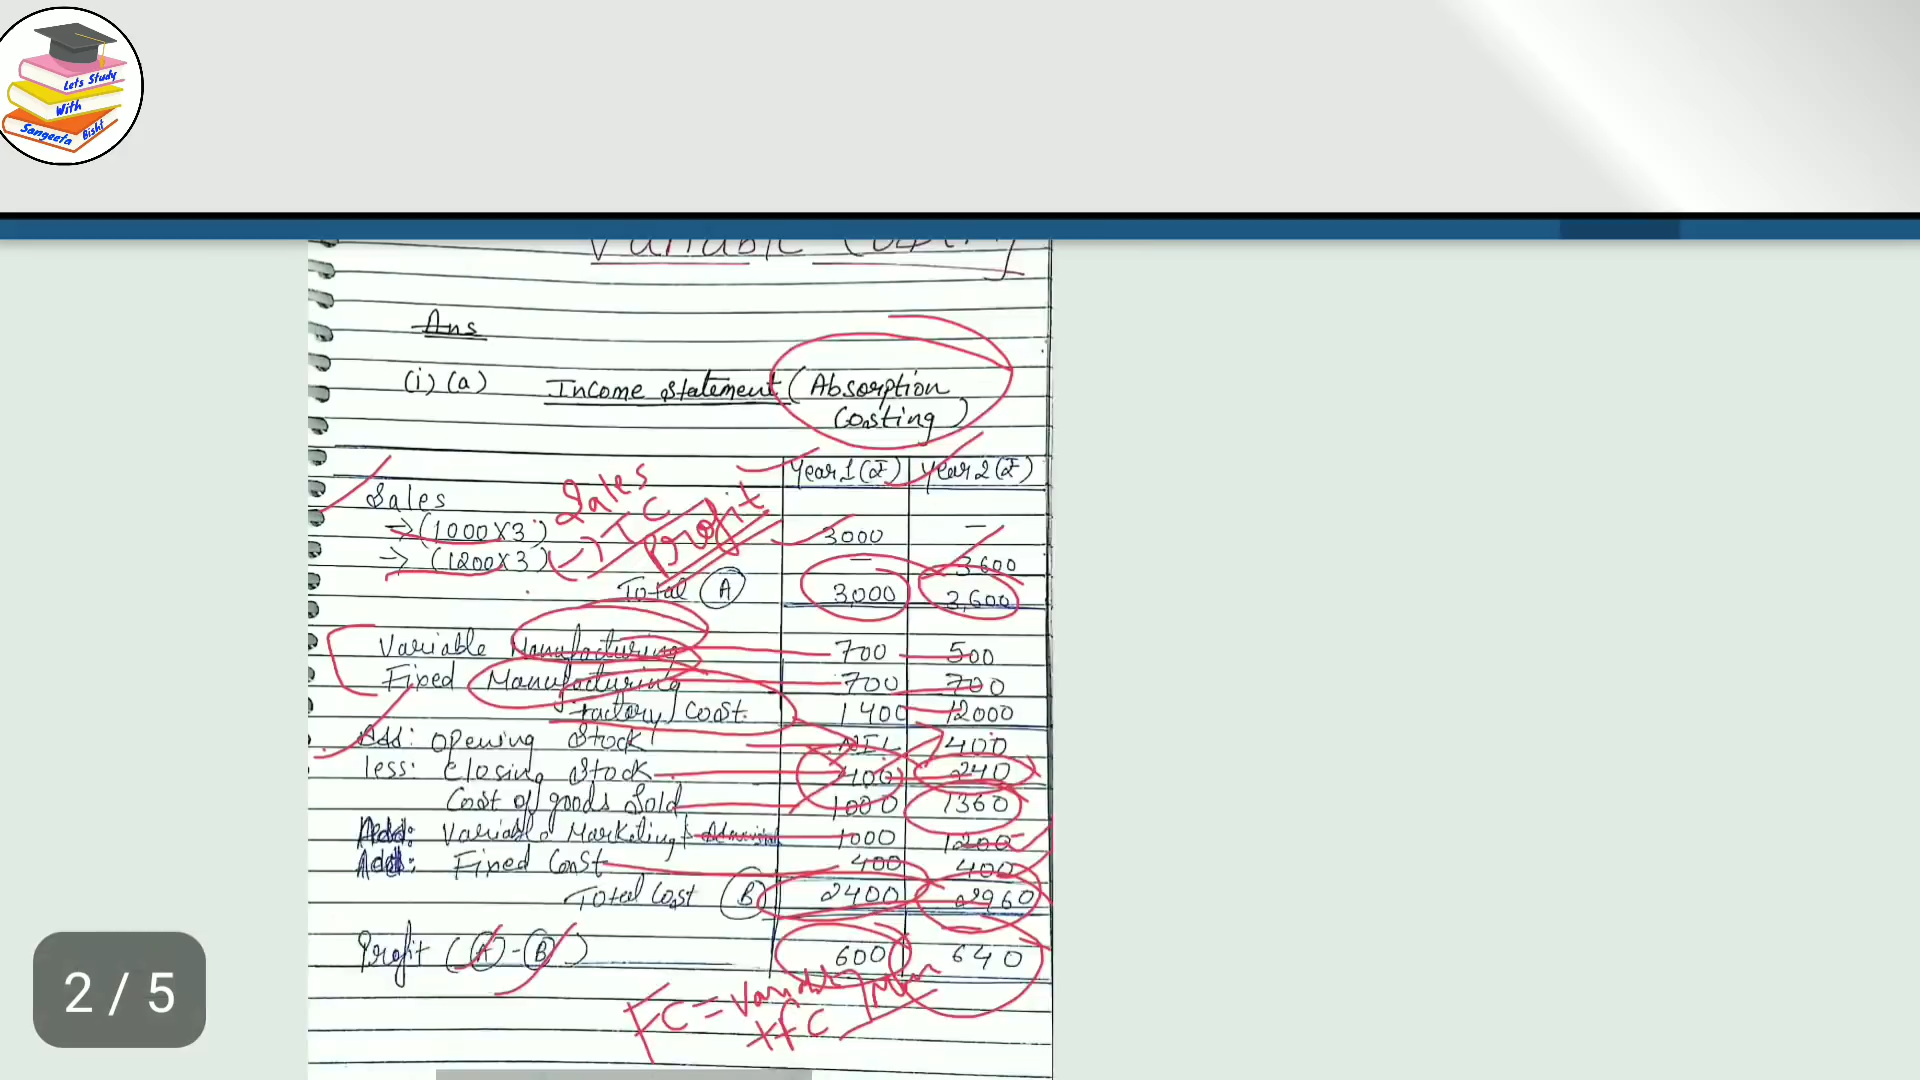 Lets Study
With
Sangeeta Bisht
Variable Costing
Ans
(i) (a) Income statement (Absorption
Costing)
Year 1 (₹) Year 2 (₹)
Sales
→ (1000 X 3) 3000 —
→ (1200 X 3) — 3600
Sales
(-) TC
Profit
Total (A) 3,000 3,600
Variable Manufacturing 700 500
Fixed Manufacturing 700 700
Factory Cost. 1400 12000
Add: Opening Stock NIL 400
less: Closing Stock 400 240
Cost of goods Sold 1000 1360
Add: Variable Marketing 1000 1200
Add: Fixed Cost 400 400
Total Cost (B) 2400 2960
Profit (A - B) 600 640
FC = Variable Man
+ FC
2 / 5